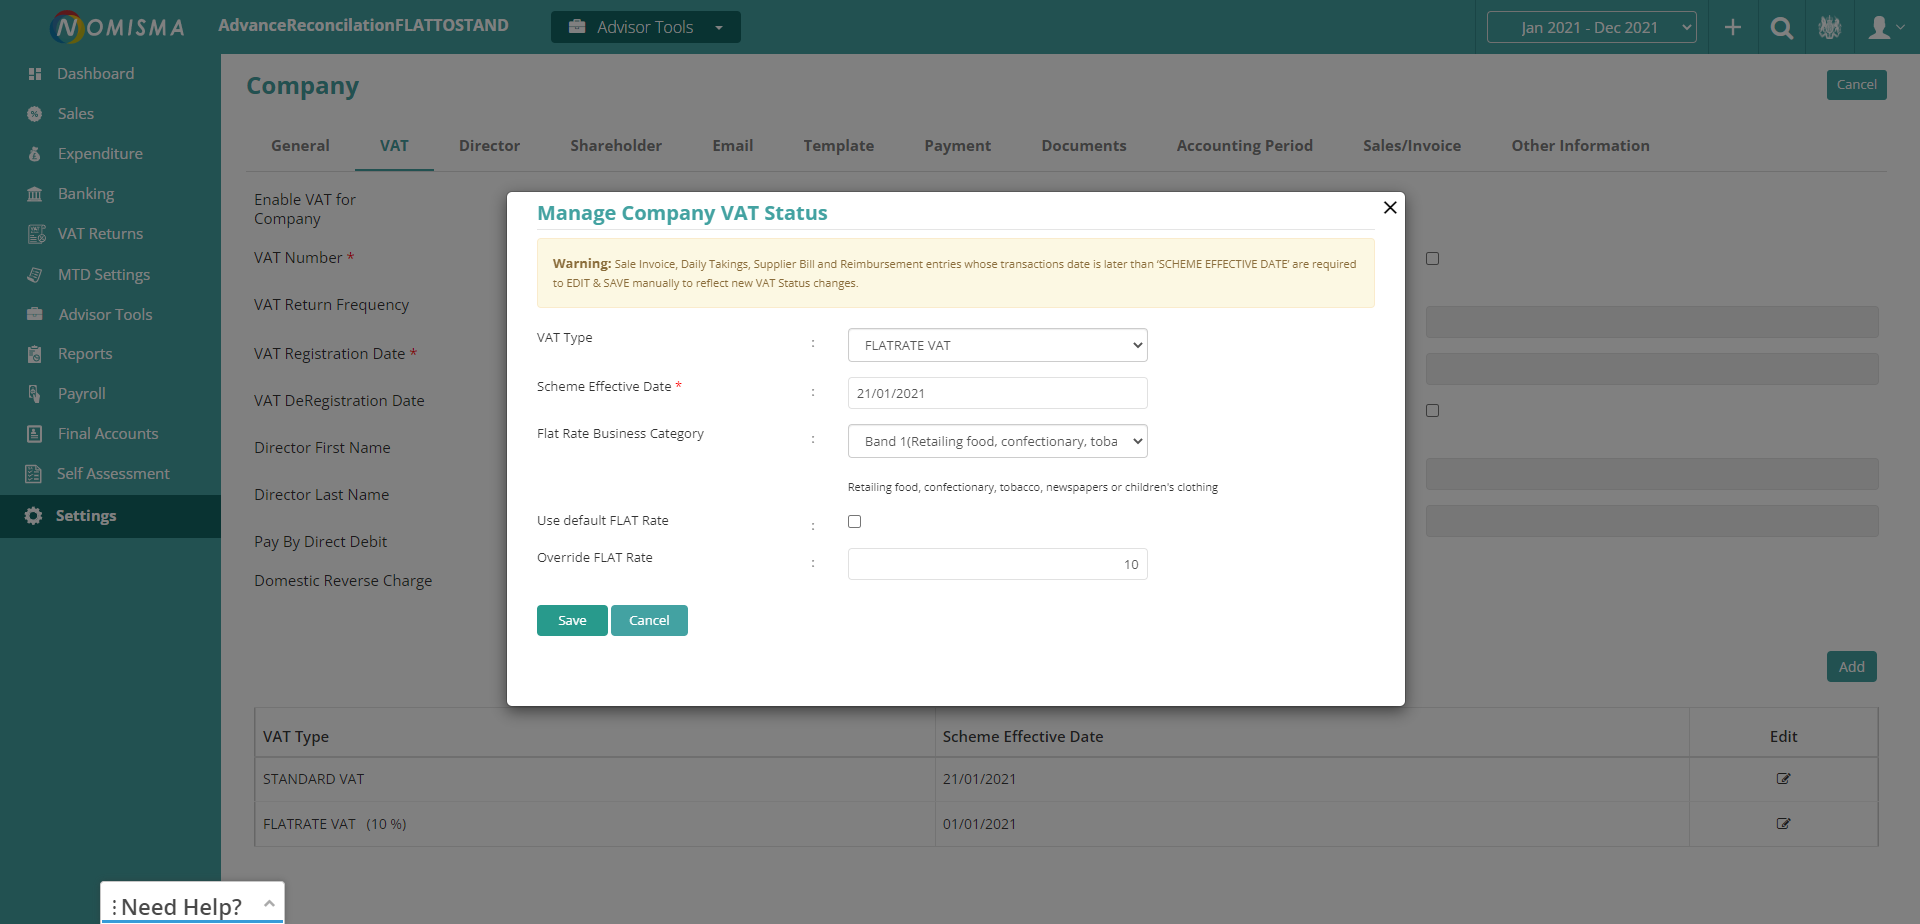 NOMISMA
AdvanceReconcilationFLATTOSTAND
Advisor Tools
Jan 2021 - Dec 2021
Dashboard
Sales
Expenditure
Banking
VAT Returns
MTD Settings
Advisor Tools
Reports
Payroll
Final Accounts
Self Assessment
Settings
Company
Cancel
General
VAT
Director
Shareholder
Email
Template
Payment
Documents
Accounting Period
Sales/Invoice
Other Information
Enable VAT for
Company
VAT Number *
VAT Return Frequency
VAT Registration Date *
VAT DeRegistration Date
Director First Name
Director Last Name
Pay By Direct Debit
Domestic Reverse Charge
Manage Company VAT Status
Warning: Sale Invoice, Daily Takings, Supplier Bill and Reimbursement entries whose transactions date is later than ‘SCHEME EFFECTIVE DATE’ are required
to EDIT & SAVE manually to reflect new VAT Status changes.
VAT Type : FLATRATE VAT
Scheme Effective Date * : 21/01/2021
Flat Rate Business Category : Band 1(Retailing food, confectionary, toba
Retailing food, confectionary, tobacco, newspapers or children's clothing
Use default FLAT Rate :
Override FLAT Rate : 10
Save
Cancel
Add
VAT Type Scheme Effective Date Edit
STANDARD VAT 21/01/2021
FLATRATE VAT (10 %) 01/01/2021
Need Help?